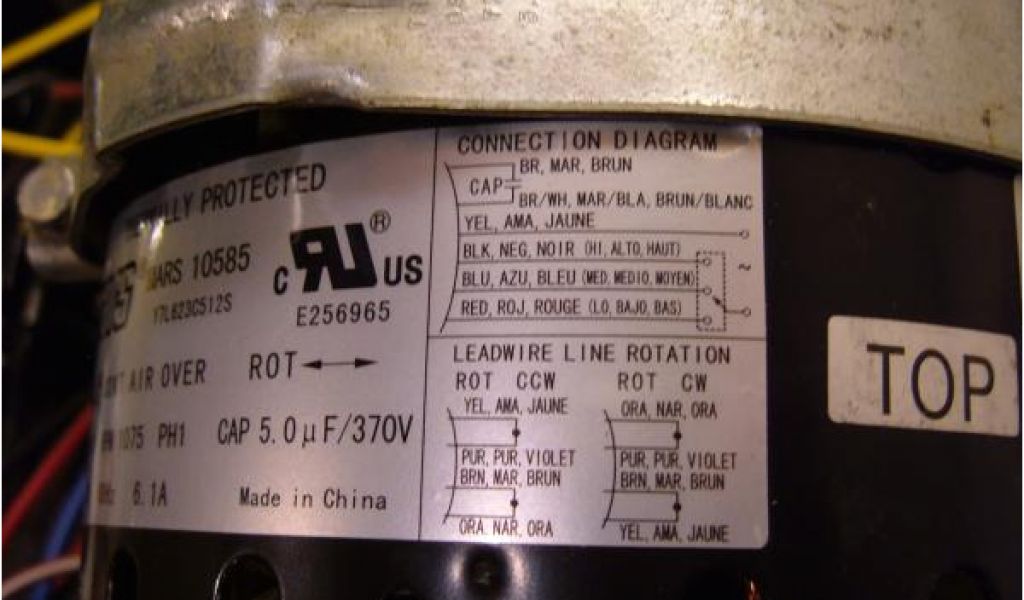 PROTECTED
MARS 10585
Y7L623C512S
C UL US ®
E256965
AIR OVER ROT
1075 PH1 CAP 5.0μF/370V
6.1A Made in China
CONNECTION DIAGRAM
BR, MAR, BRUN
CAP
BR/WH, MAR/BLA, BRUN/BLANC
YEL, AMA, JAUNE
BLK, NEG, NOIR (HI, ALTO, HAUT)
~
BLU, AZU, BLEU (MED, MEDIO, MOYEN)
RED, ROJ, ROUGE (LO, BAJO, BAS)
LEADWIRE LINE ROTATION
ROT CCW
YEL, AMA, JAUNE
PUR, PUR, VIOLET
BRN, MAR, BRUN
ORA, NAR, ORA
ROT CW
ORA, NAR, ORA
PUR, PUR, VIOLET
BRN, MAR, BRUN
YEL, AMA, JAUNE
TOP